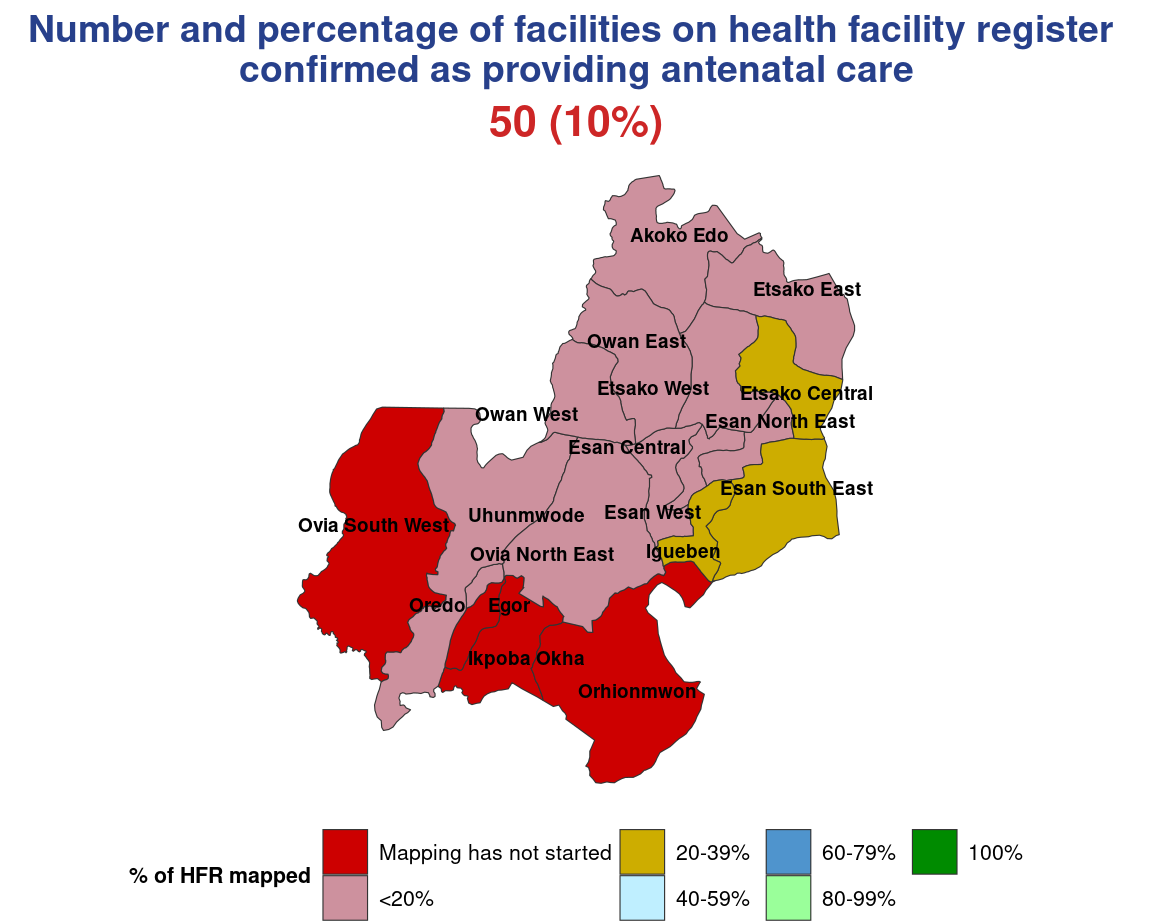 Number and percentage of facilities on health facility register
confirmed as providing antenatal care
50 (10%)
Akoko Edo
Etsako East
Owan East
Etsako West
Etsako Central
Owan West
Esan North East
Esan Central
Esan South East
Esan West
Uhunmwode
Ovia South West
Ovia North East
Igueben
Oredo
Egor
Ikpoba Okha
Orhionmwon
% of HFR mapped
Mapping has not started
<20%
20-39%
40-59%
60-79%
80-99%
100%